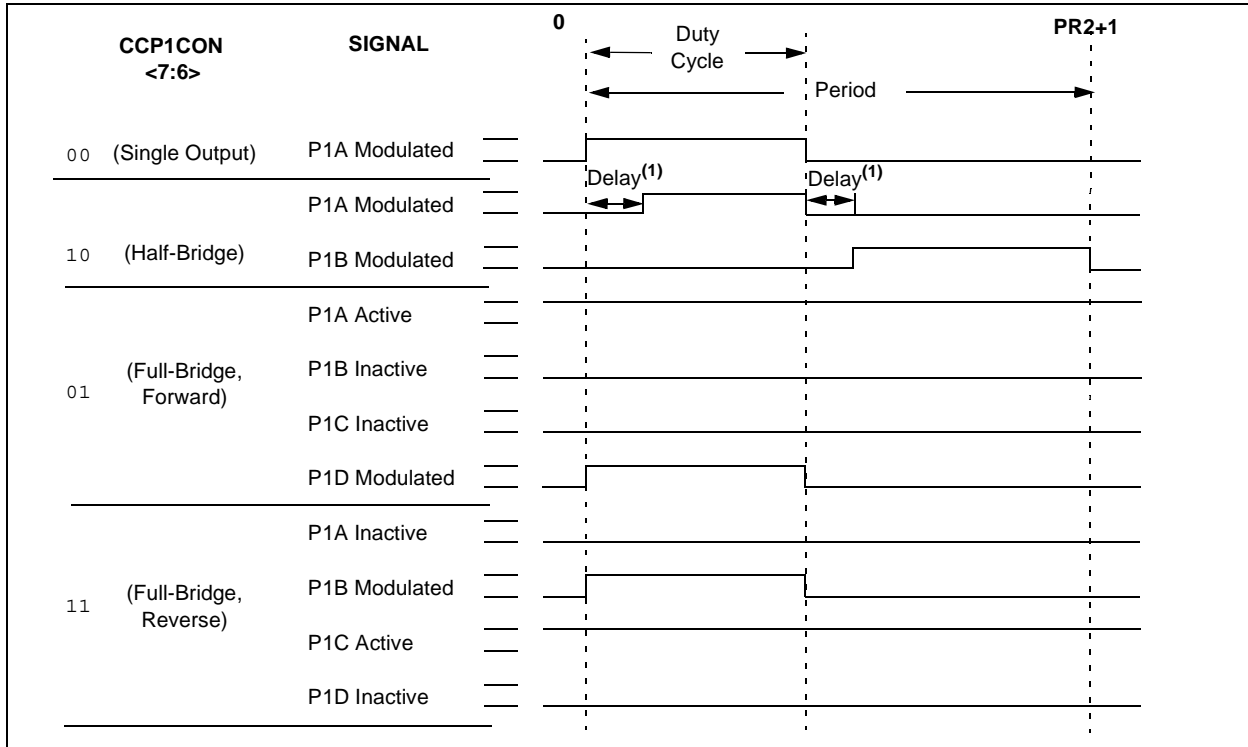 CCP1CON
<7:6>
SIGNAL
0
PR2+1
Duty
Cycle
Period
00 (Single Output) P1A Modulated
Delay(1) Delay(1)
P1A Modulated
10 (Half-Bridge) P1B Modulated
P1A Active
01 (Full-Bridge,
Forward)
P1B Inactive
P1C Inactive
P1D Modulated
P1A Inactive
11 (Full-Bridge,
Reverse)
P1B Modulated
P1C Active
P1D Inactive